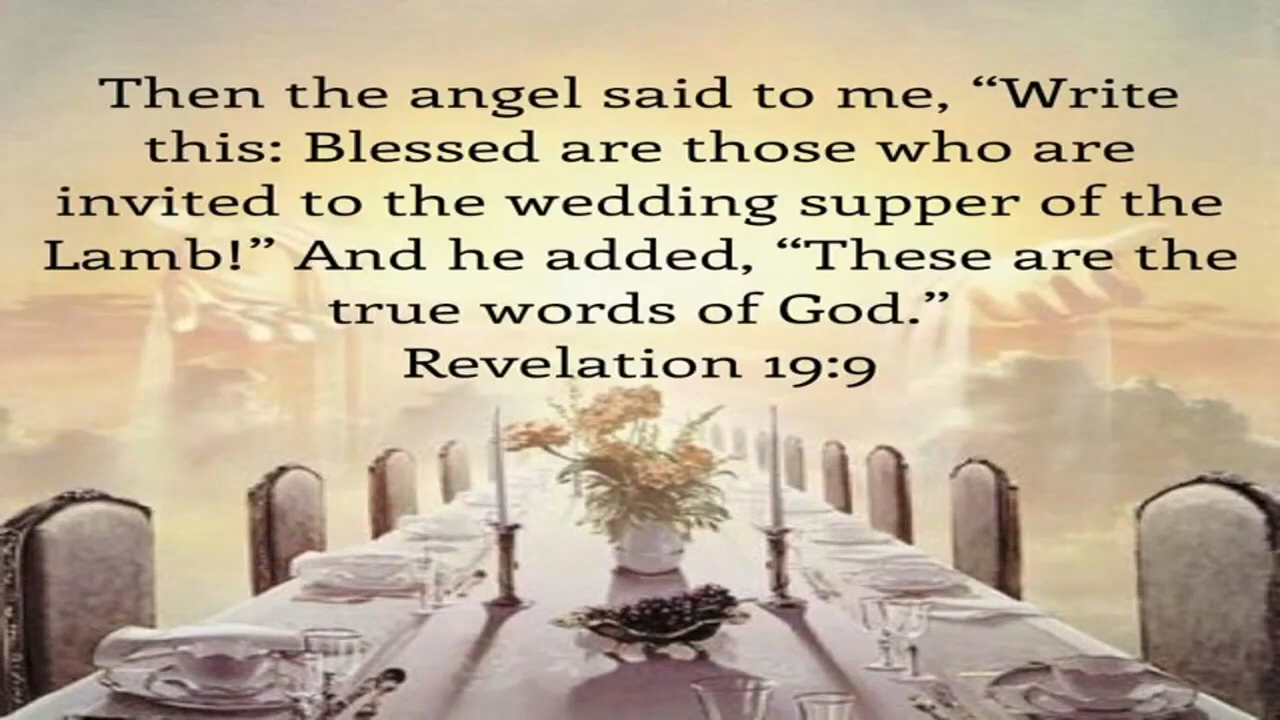 Then the angel said to me, “Write
this: Blessed are those who are
invited to the wedding supper of the
Lamb!” And he added, “These are the
true words of God.”
Revelation 19:9